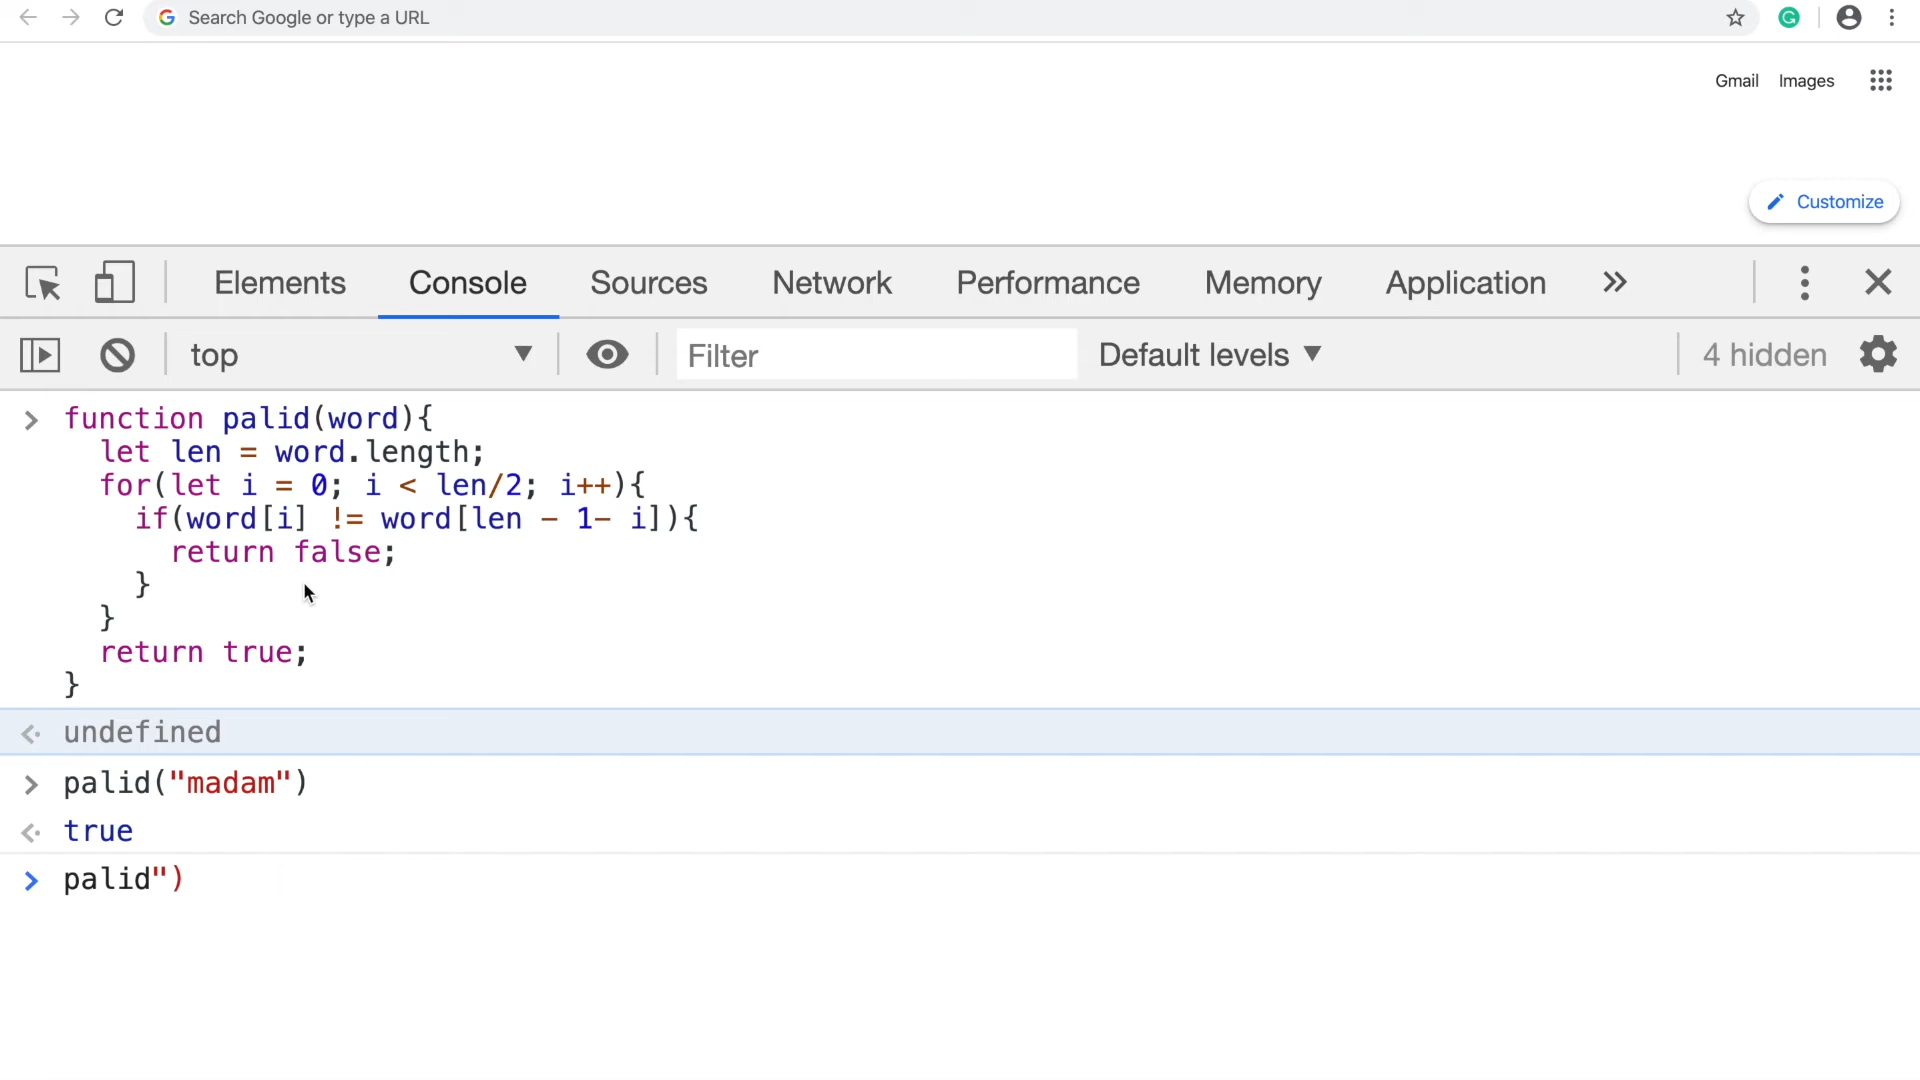 Search Google or type a URL
Gmail Images
Customize
Elements Console Sources Network Performance Memory Application
top Filter Default levels 4 hidden
function palid(word){
let len = word.length;
for(let i = 0; i < len/2; i++){
if(word[i] != word[len - 1- i]){
return false;
}
}
return true;
}
undefined
palid("madam")
true
palid")